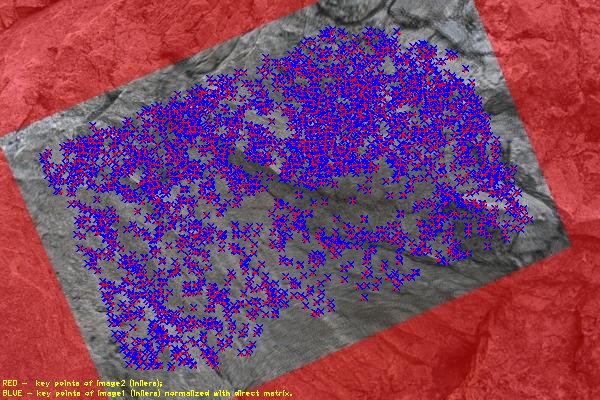 RED - key points of image2 (inliers);
BLUE - key points of image1 (inliers) normalized with direct matrix.